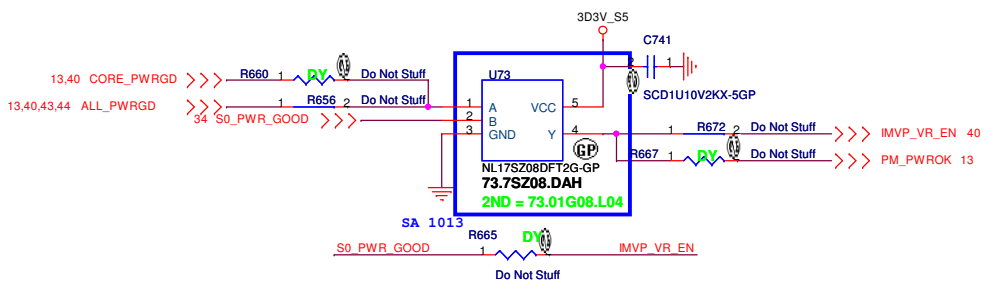 3D3V_S5
C741
2 1
SCD1U10V2KX-5GP
13,40 CORE_PWRGD R660 1 DY Do Not Stuff
13,40,43,44 ALL_PWRGD 1 R656 2 Do Not Stuff
34 S0_PWR_GOOD
U73
1 A VCC 5
2 B
3 GND Y 4
GP
NL17SZ08DFT2G-GP
73.7SZ08.DAH
2ND = 73.01G08.L04
SA 1013
1 R672 2 Do Not Stuff IMVP_VR_EN 40
R667 1 DY Do Not Stuff PM_PWROK 13
S0_PWR_GOOD R665 1 DY IMVP_VR_EN
Do Not Stuff